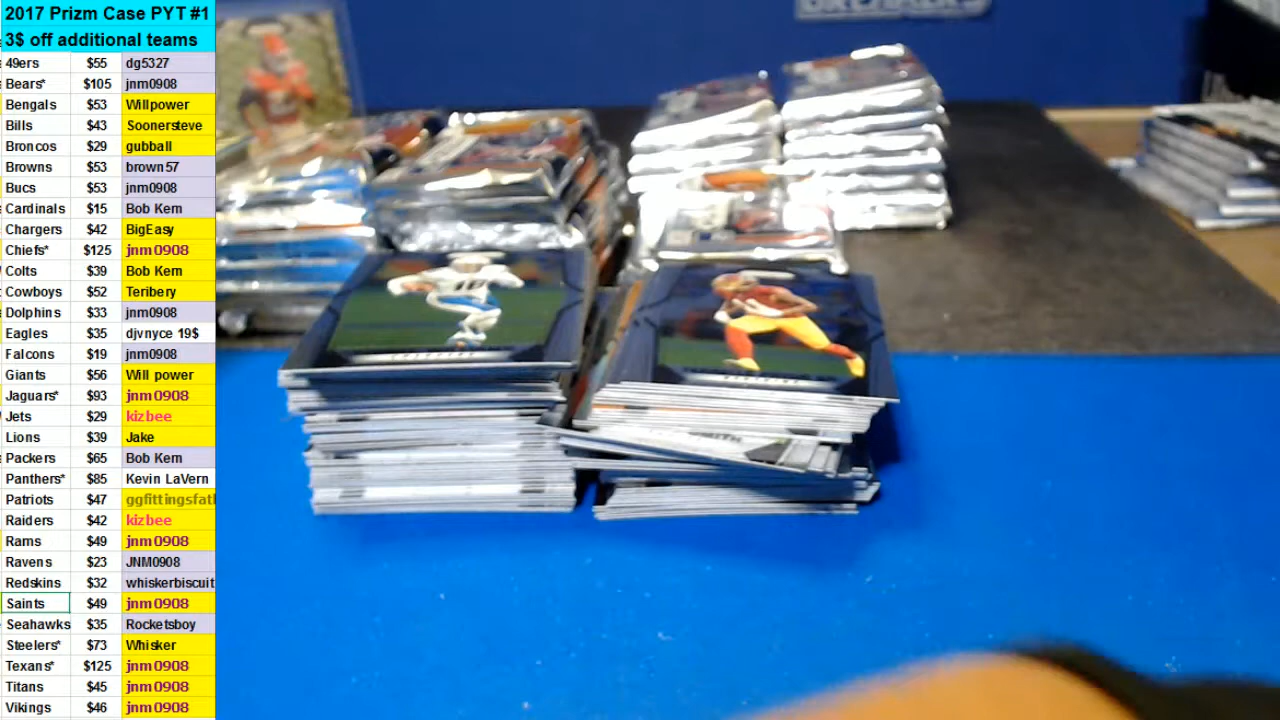 2017 Prizm Case PYT #1
3$ off additional teams
49ers $55 dg5327
Bears* $105 jnm0908
Bengals $53 Willpower
Bills $43 Soonersteve
Broncos $29 gubball
Browns $53 brown57
Bucs $53 jnm0908
Cardinals $15 Bob Kern
Chargers $42 BigEasy
Chiefs* $125 jnm0908
Colts $39 Bob Kern
Cowboys $52 Teribery
Dolphins $33 jnm0908
Eagles $35 djvnyce 19$
Falcons $19 jnm0908
Giants $56 Will power
Jaguars* $93 jnm0908
Jets $29 kizbee
Lions $39 Jake
Packers $65 Bob Kern
Panthers* $85 Kevin LaVern
Patriots $47 ggfittingsfatl
Raiders $42 kizbee
Rams $49 jnm0908
Ravens $23 JNM0908
Redskins $32 whiskerbiscuit
Saints $49 jnm0908
Seahawks $35 Rocketsboy
Steelers* $73 Whisker
Texans* $125 jnm0908
Titans $45 jnm0908
Vikings $46 jnm0908